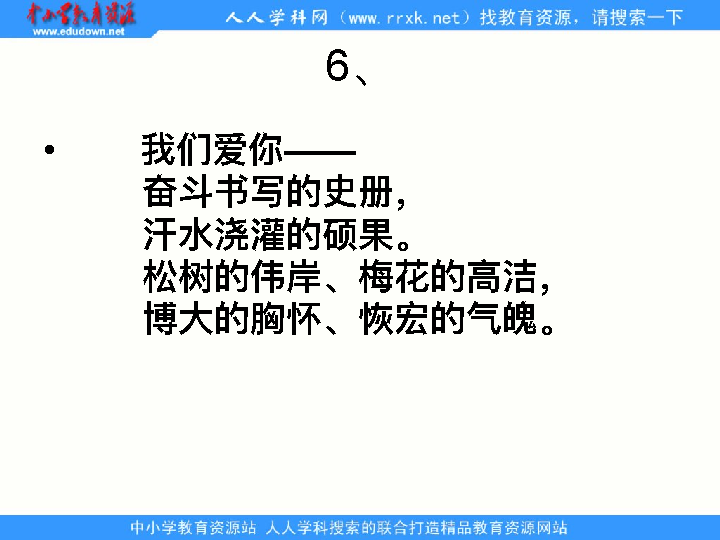 中小学教育资源
www.edudown.net
人人学科网（www.rrxk.net）找教育资源，请搜索一下
6、
• 我们爱你——
奋斗书写的史册，
汗水浇灌的硕果。
松树的伟岸、梅花的高洁，
博大的胸怀、恢宏的气魄。
中小学教育资源站 人人学科搜索的联合打造精品教育资源网站